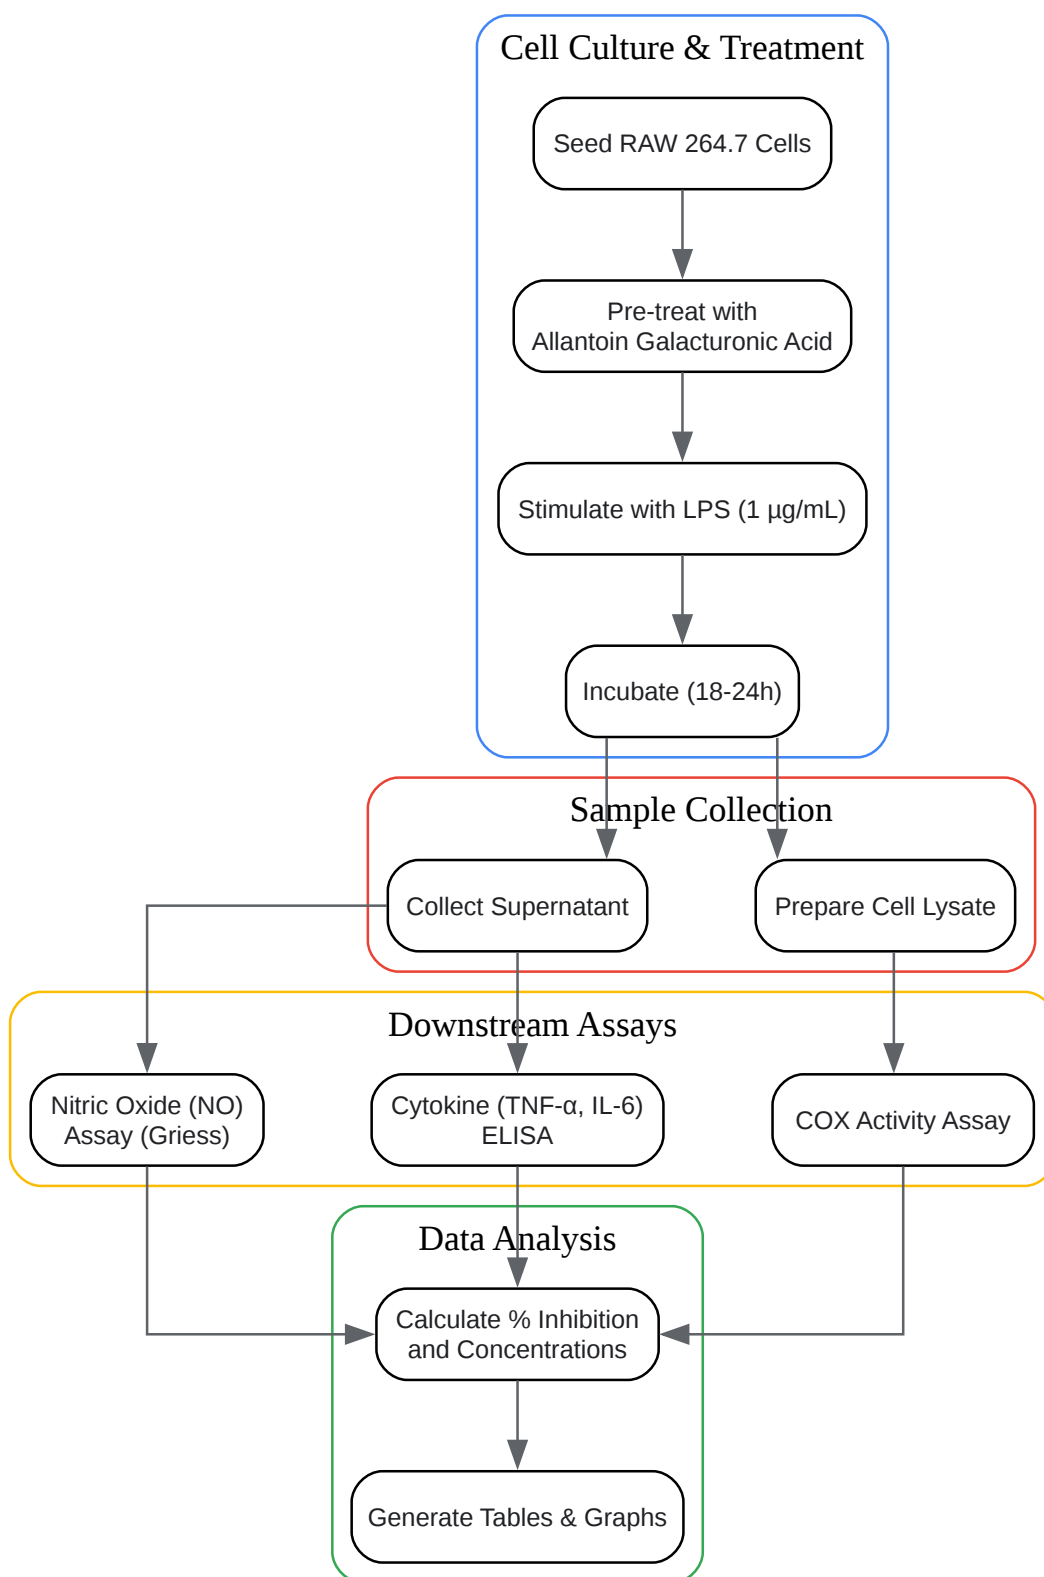 Cell Culture & Treatment
Seed RAW 264.7 Cells
Pre-treat with
Allantoin Galacturonic Acid
Stimulate with LPS (1 µg/mL)
Incubate (18-24h)
Sample Collection
Collect Supernatant
Prepare Cell Lysate
Downstream Assays
Nitric Oxide (NO)
Assay (Griess)
Cytokine (TNF-α, IL-6)
ELISA
COX Activity Assay
Data Analysis
Calculate % Inhibition
and Concentrations
Generate Tables & Graphs